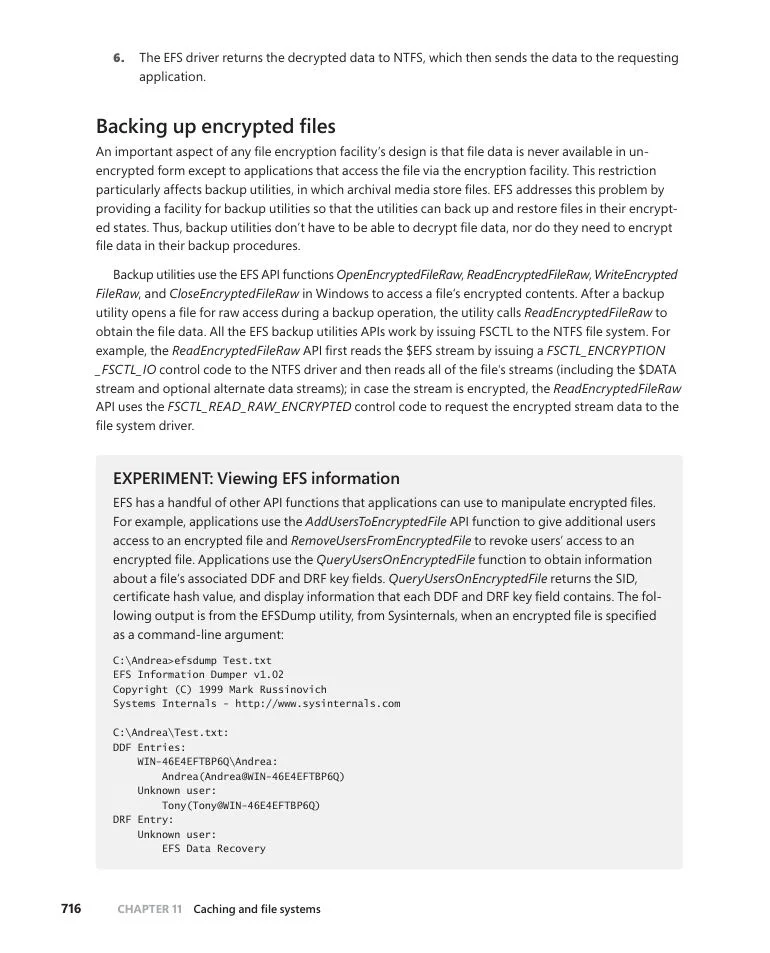 6. The EFS driver returns the decrypted data to NTFS, which then sends the data to the requesting
application.
Backing up encrypted files
An important aspect of any file encryption facility’s design is that file data is never available in un-
encrypted form except to applications that access the file via the encryption facility. This restriction
particularly affects backup utilities, in which archival media store files. EFS addresses this problem by
providing a facility for backup utilities so that the utilities can back up and restore files in their encrypt-
ed states. Thus, backup utilities don’t have to be able to decrypt file data, nor do they need to encrypt
file data in their backup procedures.
Backup utilities use the EFS API functions OpenEncryptedFileRaw, ReadEncryptedFileRaw, WriteEncrypted
FileRaw, and CloseEncryptedFileRaw in Windows to access a file’s encrypted contents. After a backup
utility opens a file for raw access during a backup operation, the utility calls ReadEncryptedFileRaw to
obtain the file data. All the EFS backup utilities APIs work by issuing FSCTL to the NTFS file system. For
example, the ReadEncryptedFileRaw API first reads the $EFS stream by issuing a FSCTL_ENCRYPTION
_FSCTL_IO control code to the NTFS driver and then reads all of the file’s streams (including the $DATA
stream and optional alternate data streams); in case the stream is encrypted, the ReadEncryptedFileRaw
API uses the FSCTL_READ_RAW_ENCRYPTED control code to request the encrypted stream data to the
file system driver.
EXPERIMENT: Viewing EFS information
EFS has a handful of other API functions that applications can use to manipulate encrypted files.
For example, applications use the AddUsersToEncryptedFile API function to give additional users
access to an encrypted file and RemoveUsersFromEncryptedFile to revoke users’ access to an
encrypted file. Applications use the QueryUsersOnEncryptedFile function to obtain information
about a file’s associated DDF and DRF key fields. QueryUsersOnEncryptedFile returns the SID,
certificate hash value, and display information that each DDF and DRF key field contains. The fol-
lowing output is from the EFSDump utility, from Sysinternals, when an encrypted file is specified
as a command-line argument:
C:\Andrea>efsdump Test.txt
EFS Information Dumper v1.02
Copyright (C) 1999 Mark Russinovich
Systems Internals – http://www.sysinternals.com
C:\Andrea\Test.txt:
DDF Entries:
WIN-46E4EFTBP6Q\Andrea:
Andrea(Andrea@WIN-46E4EFTBP6Q)
Unknown user:
Tony(Tony@WIN-46E4EFTBP6Q)
DRF Entry:
Unknown user:
EFS Data Recovery
716 CHAPTER 11 Caching and file systems